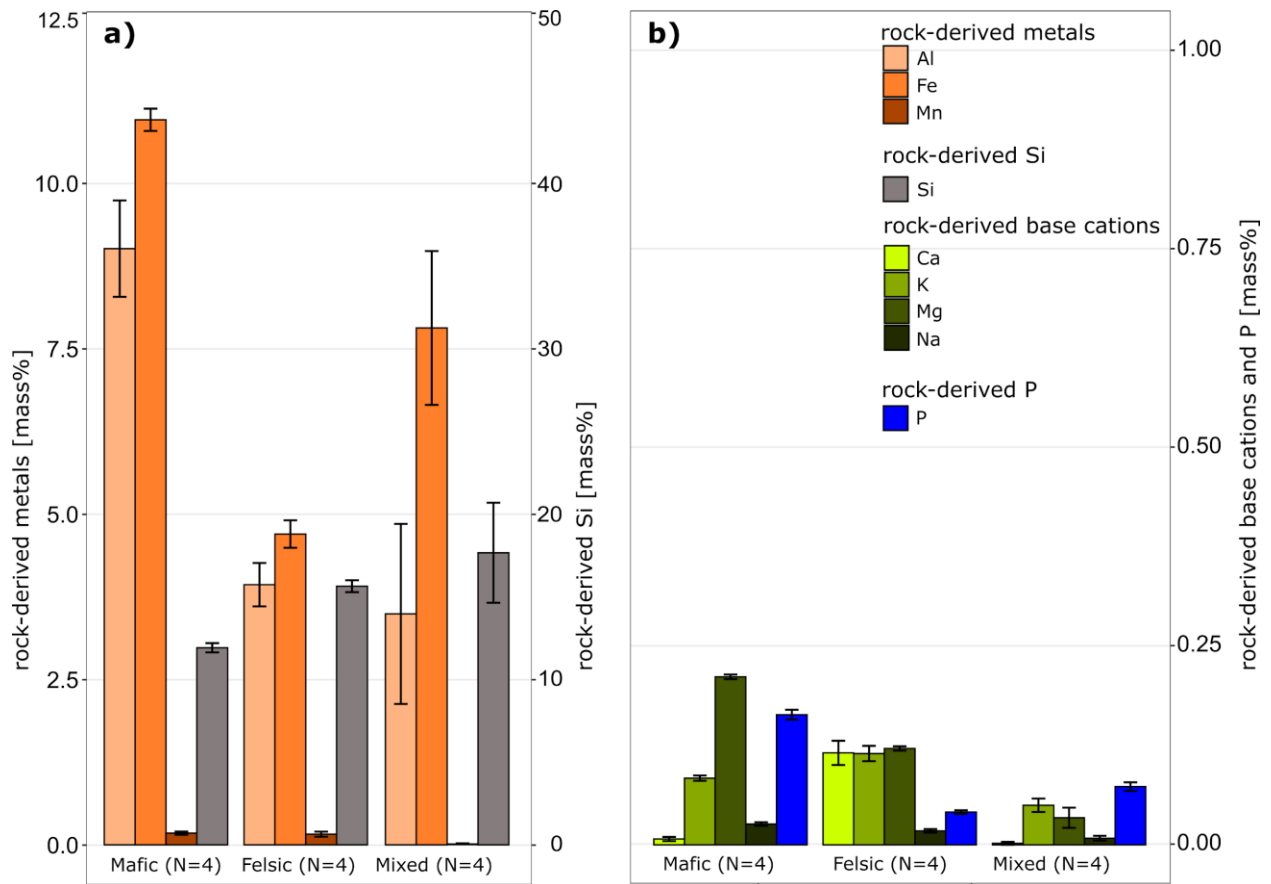 a)
12.5
10.0
7.5
5.0
2.5
0.0
rock-derived metals [mass%]
50
40
30
20
10
0
rock-derived Si [mass%]
Mafic (N=4)
Felsic (N=4)
Mixed (N=4)
b)
rock-derived metals
Al
Fe
Mn
rock-derived Si
Si
rock-derived base cations
Ca
K
Mg
Na
rock-derived P
P
1.00
0.75
0.50
0.25
0.00
rock-derived base cations and P [mass%]
Mafic (N=4)
Felsic (N=4)
Mixed (N=4)